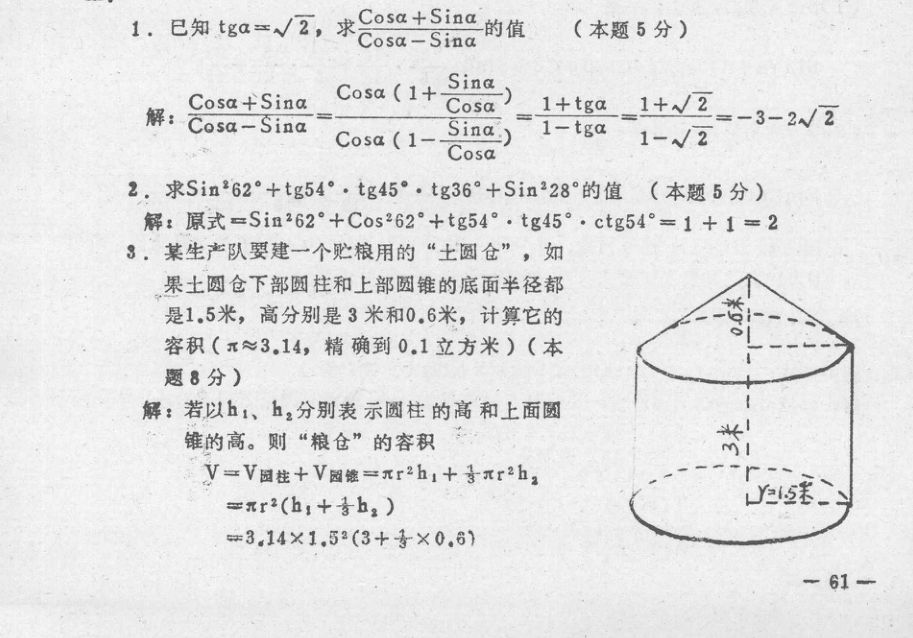 1．已知 tgα=√2，求(Cosα+Sinα)/(Cosα−Sinα)的值 （本题5分）
解：(Cosα+Sinα)/(Cosα−Sinα)=Cosα(1+Sinα/Cosα)/Cosα(1−Sinα/Cosα)=(1+tgα)/(1−tgα)=(1+√2)/(1−√2)=−3−2√2
2．求Sin²62°+tg54°·tg45°·tg36°+Sin²28°的值 （本题5分）
解：原式=Sin²62°+Cos²62°+tg54°·tg45°·ctg54°=1+1=2
3．某生产队要建一个贮粮用的“土圆仓”，如
果土圆仓下部圆柱和上部圆锥的底面半径都
是1.5米，高分别是3米和0.6米，计算它的
容积（π≈3.14，精确到0.1立方米）（本
题8分）
解：若以h₁、h₂分别表示圆柱的高和上面圆
锥的高。则“粮仓”的容积
V=V圆柱+V圆锥=πr²h₁+⅓πr²h₂
=πr²(h₁+⅓h₂)
=3.14×1.5²(3+⅓×0.6)
0.6米
3米
r=1.5米
— 61 —